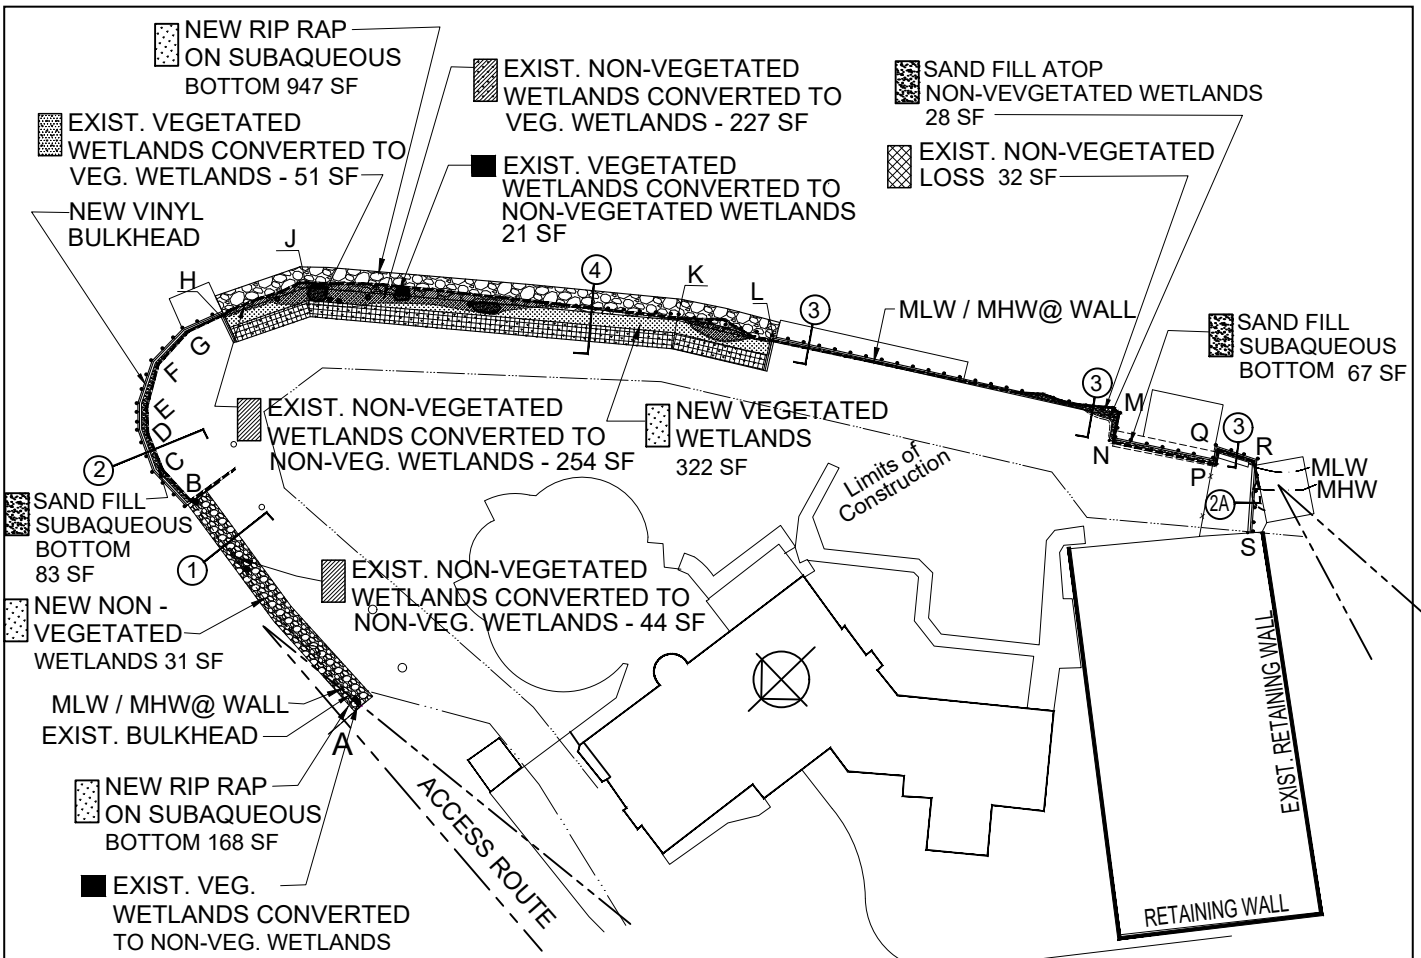 NEW RIP RAP
ON SUBAQUEOUS
BOTTOM 947 SF
EXIST. VEGETATED
WETLANDS CONVERTED TO
VEG. WETLANDS - 51 SF
NEW VINYL
BULKHEAD
EXIST. NON-VEGETATED
WETLANDS CONVERTED TO
VEG. WETLANDS - 227 SF
EXIST. VEGETATED
WETLANDS CONVERTED TO
NON-VEGETATED WETLANDS
21 SF
SAND FILL ATOP
NON-VEVGETATED WETLANDS
28 SF
EXIST. NON-VEGETATED
LOSS 32 SF
J
H
4
K
L
3
MLW / MHW@ WALL
SAND FILL
SUBAQUEOUS
BOTTOM 67 SF
G
F
E
D
C
B
2
3
M
N
Q
3
R
P
MLW
MHW
2A
S
EXIST. NON-VEGETATED
WETLANDS CONVERTED TO
NON-VEG. WETLANDS - 254 SF
NEW VEGETATED
WETLANDS
322 SF
Limits of
Construction
SAND FILL
SUBAQUEOUS
BOTTOM
83 SF
1
EXIST. NON-VEGETATED
WETLANDS CONVERTED TO
NON-VEG. WETLANDS - 44 SF
NEW NON -
VEGETATED
WETLANDS 31 SF
MLW / MHW@ WALL
EXIST. BULKHEAD
A
NEW RIP RAP
ON SUBAQUEOUS
BOTTOM 168 SF
EXIST. VEG.
WETLANDS CONVERTED
TO NON-VEG. WETLANDS
ACCESS ROUTE
EXIST. RETAINING WALL
RETAINING WALL